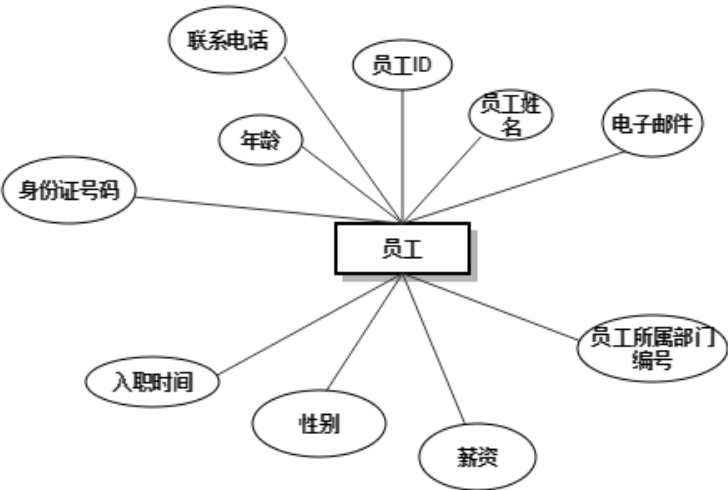 联系电话
员工ID
员工姓
名
电子邮件
年龄
身份证号码
员工
员工所属部门
编号
入职时间
性别
薪资